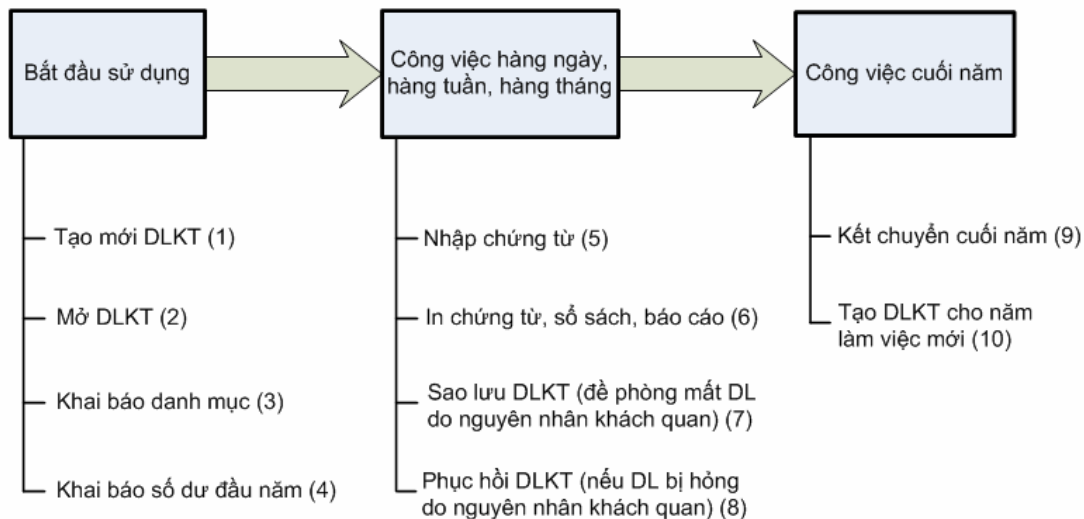 Bắt đầu sử dụng
Công việc hàng ngày,
hàng tuần, hàng tháng
Công việc cuối năm
Tạo mới DLKT (1)
Mở DLKT (2)
Khai báo danh mục (3)
Khai báo số dư đầu năm (4)
Nhập chứng từ (5)
In chứng từ, sổ sách, báo cáo (6)
Sao lưu DLKT (đề phòng mất DL
do nguyên nhân khách quan) (7)
Phục hồi DLKT (nếu DL bị hỏng
do nguyên nhân khách quan) (8)
Kết chuyển cuối năm (9)
Tạo DLKT cho năm
làm việc mới (10)